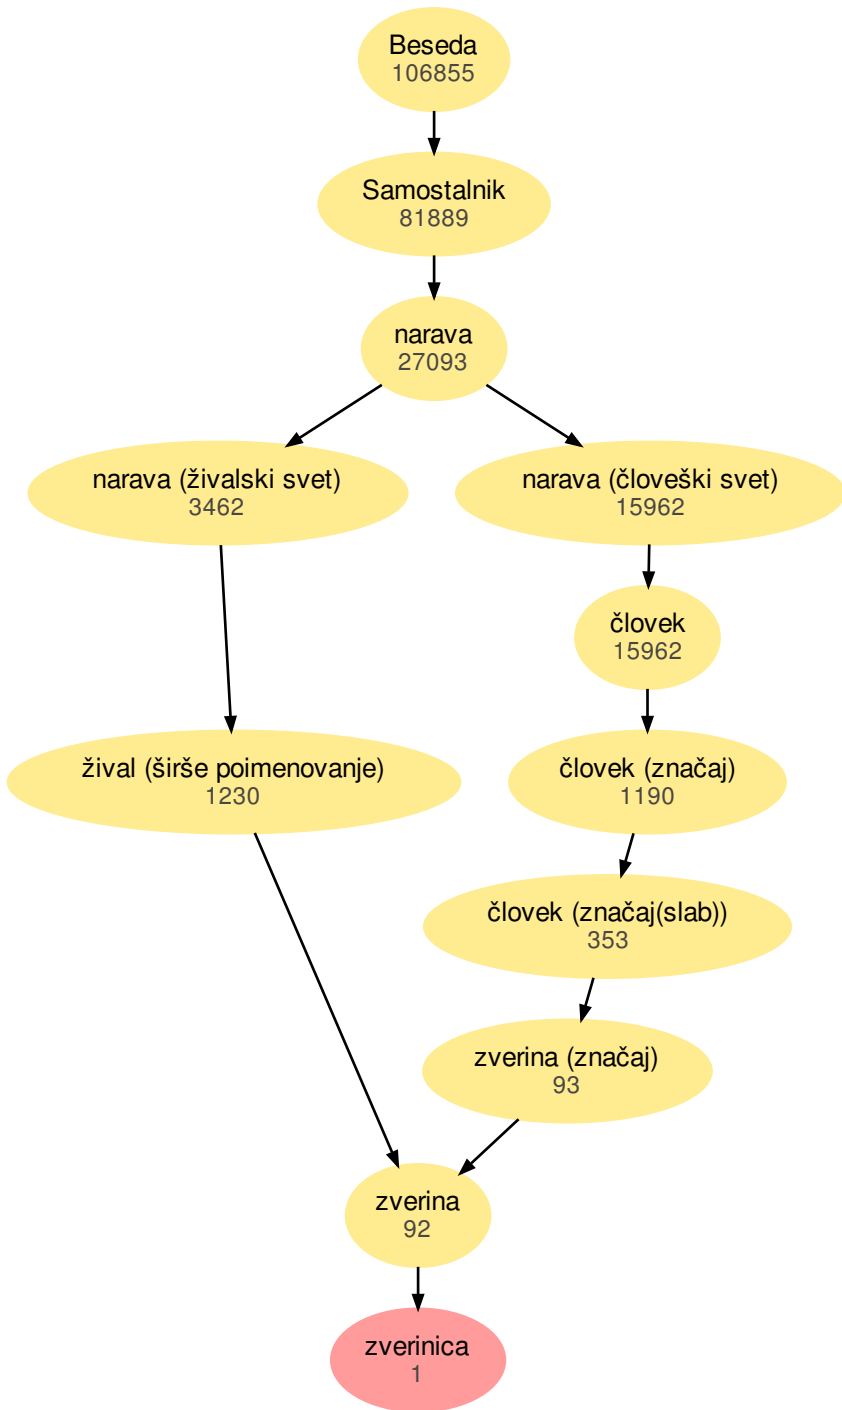 Beseda
106855
Samostalnik
81889
narava
27093
narava (živalski svet)
3462
narava (človeški svet)
15962
človek
15962
žival (širše poimenovanje)
1230
človek (značaj)
1190
človek (značaj(slab))
353
zverina (značaj)
93
zverina
92
zverinica
1